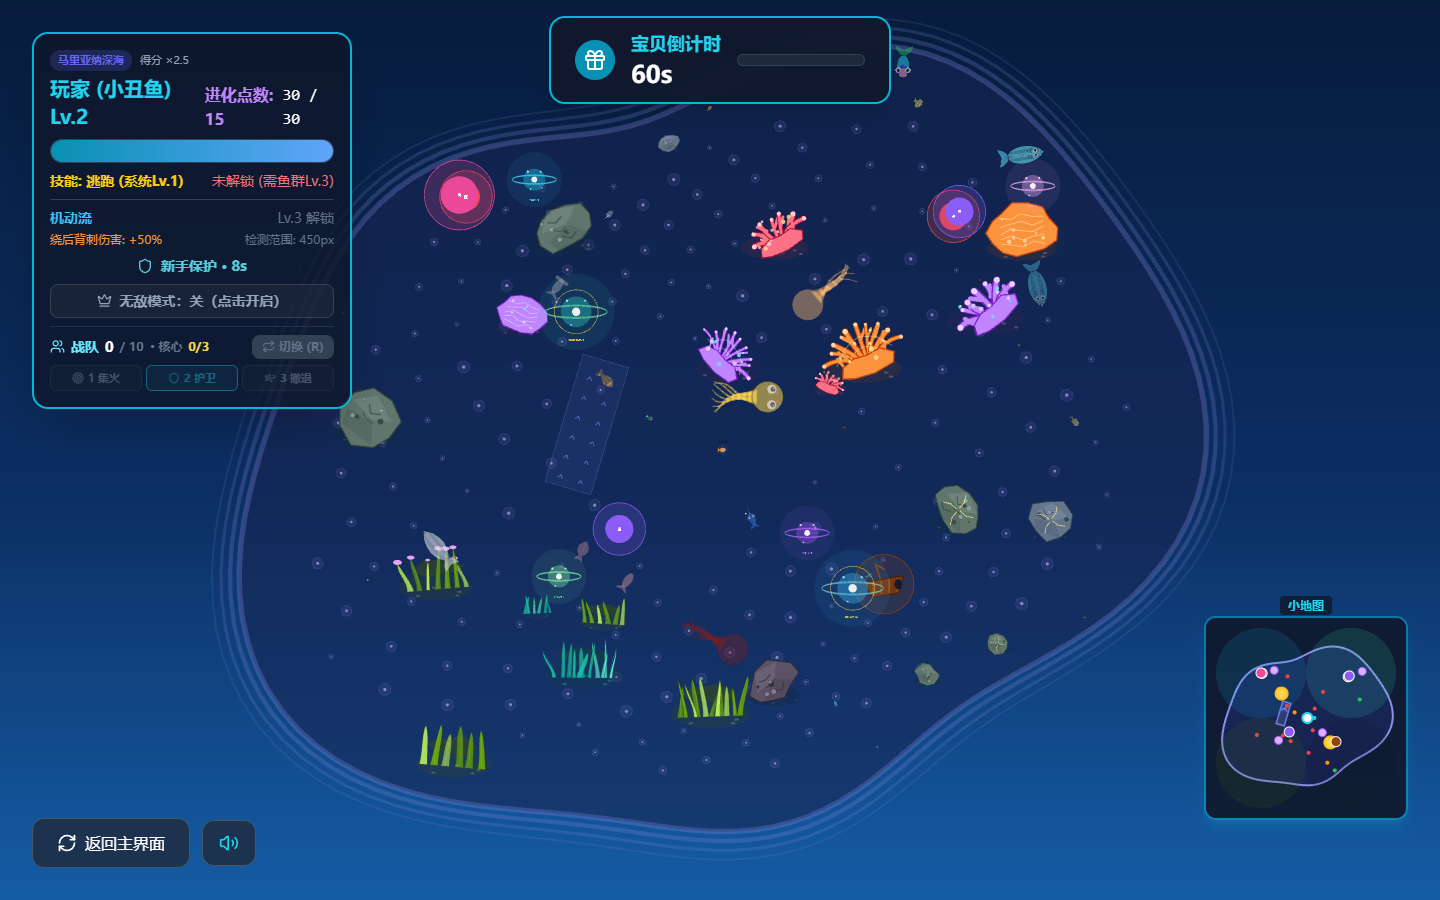 马里亚纳深海 得分 ×2.5
玩家 (小丑鱼) Lv.2
进化点数: 15
30 / 30
技能: 逃跑 (系统Lv.1) 未解锁 (需鱼群Lv.3)
机动流 Lv.3 解锁
绕后背刺伤害: +50% 检测范围: 450px
新手保护 • 8s
无敌模式：关（点击开启）
战队 0 / 10 • 核心 0/3 切换 (R)
1 集火 2 护卫 3 撤退
宝贝倒计时
60s
小地图
返回主界面